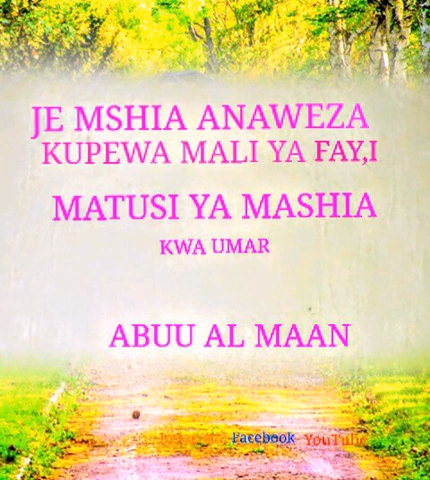 JE MSHIA ANAWEZA
KUPEWA MALI YA FAY,I
MATUSI YA MASHIA
KWA UMAR
ABUU AL MAAN
Facebook YouTube